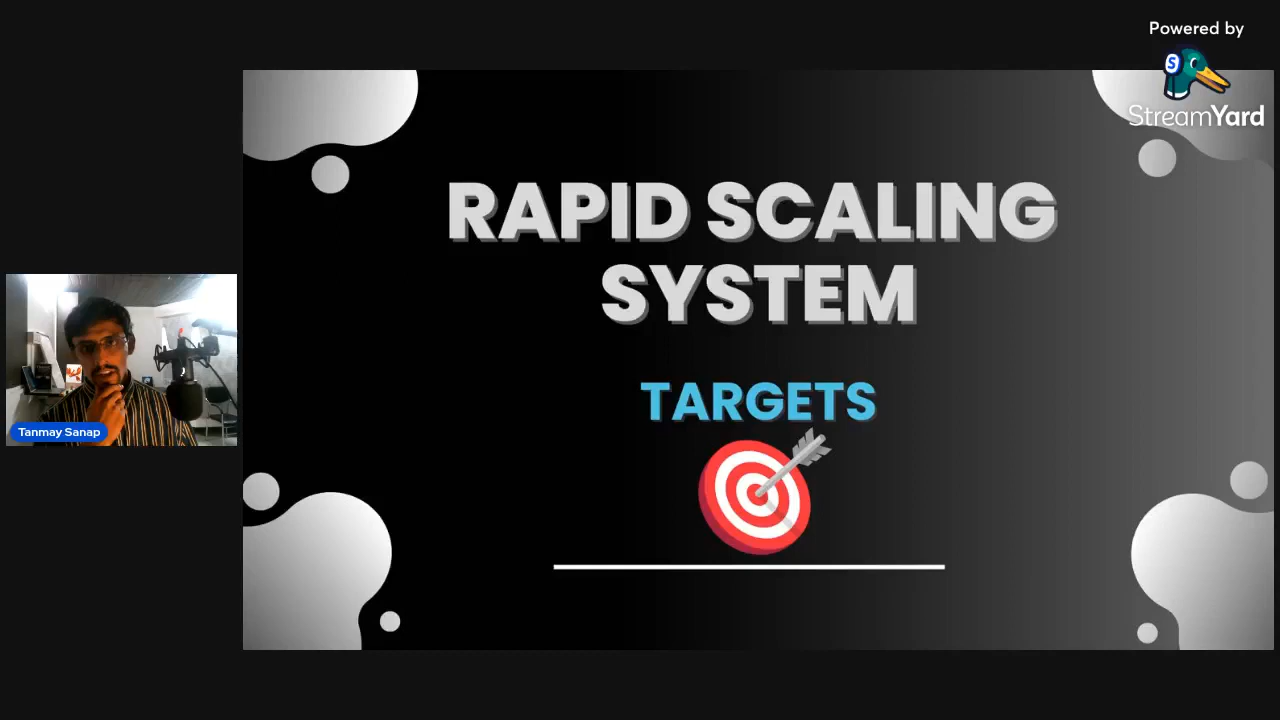 Powered by
StreamYard
RAPID SCALING
SYSTEM
TARGETS
Tanmay Sanap